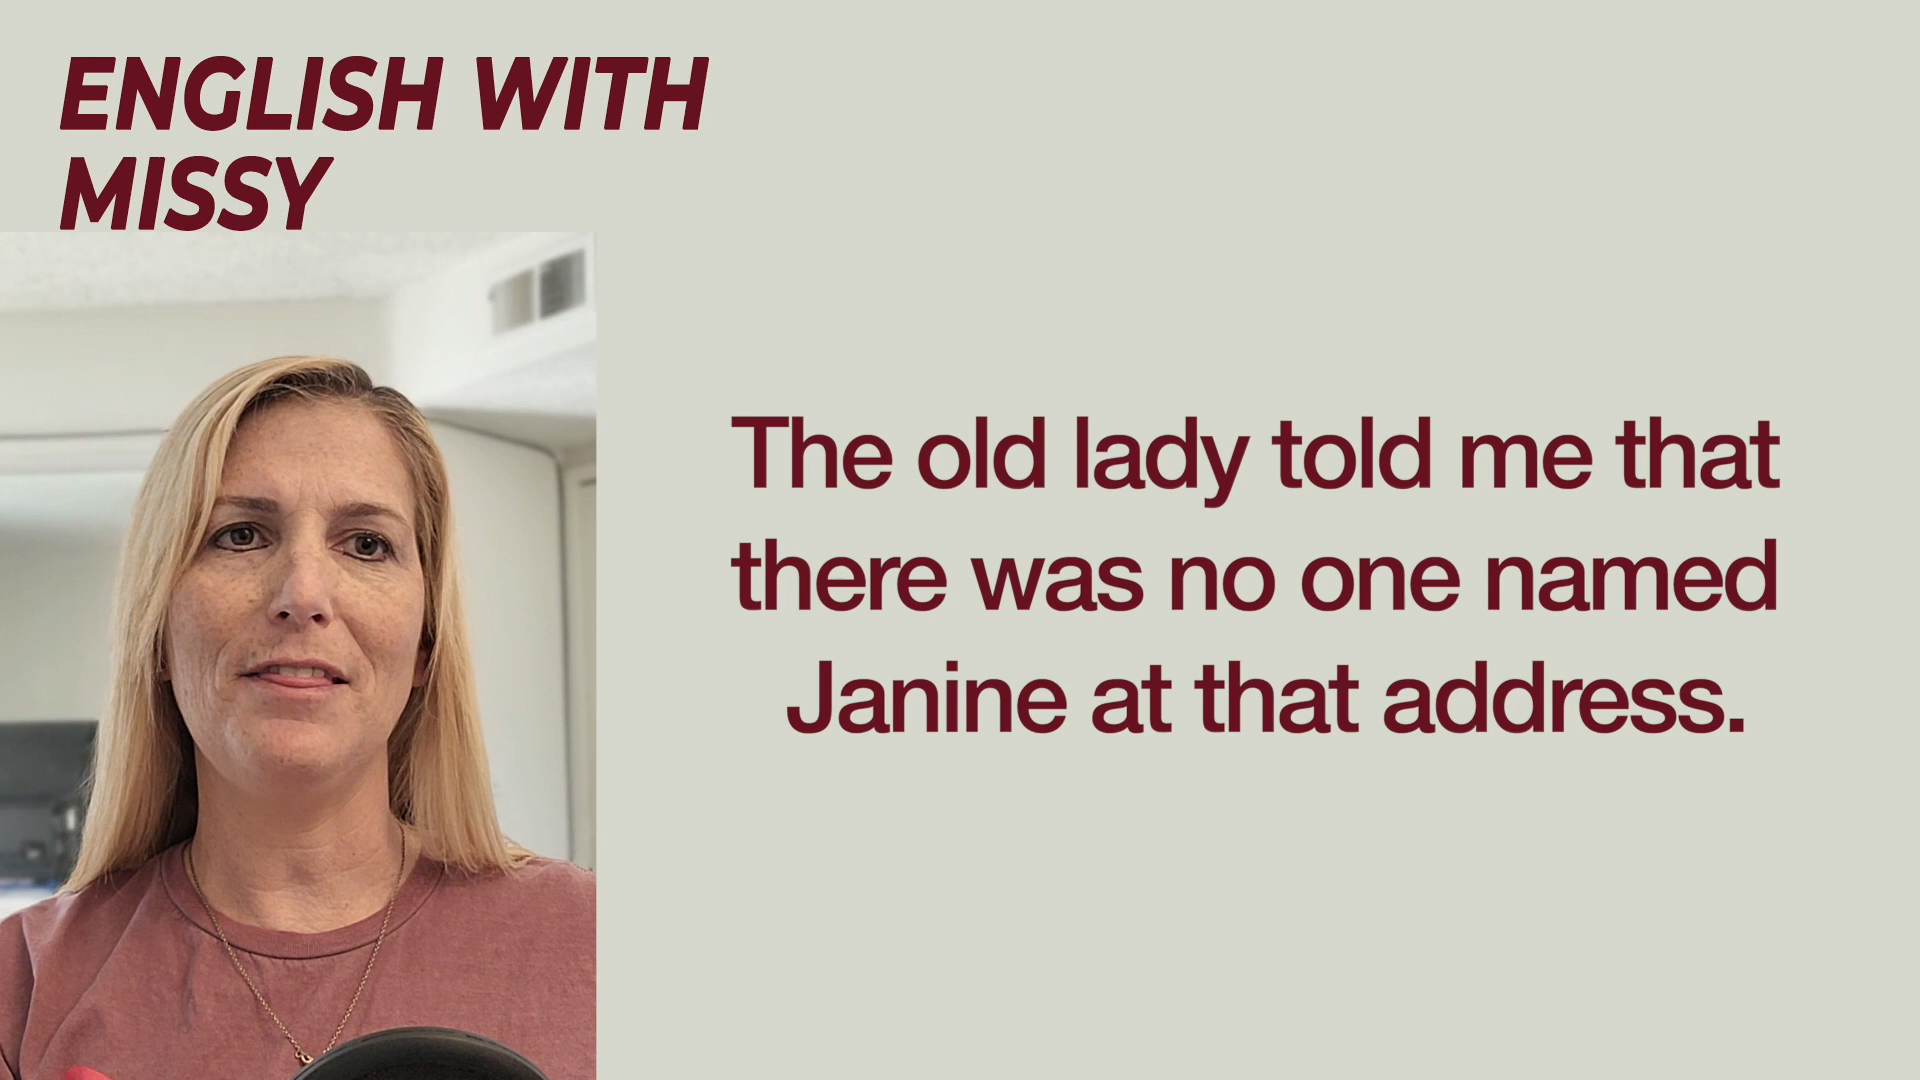 ENGLISH WITH
MISSY
The old lady told me that
there was no one named
Janine at that address.